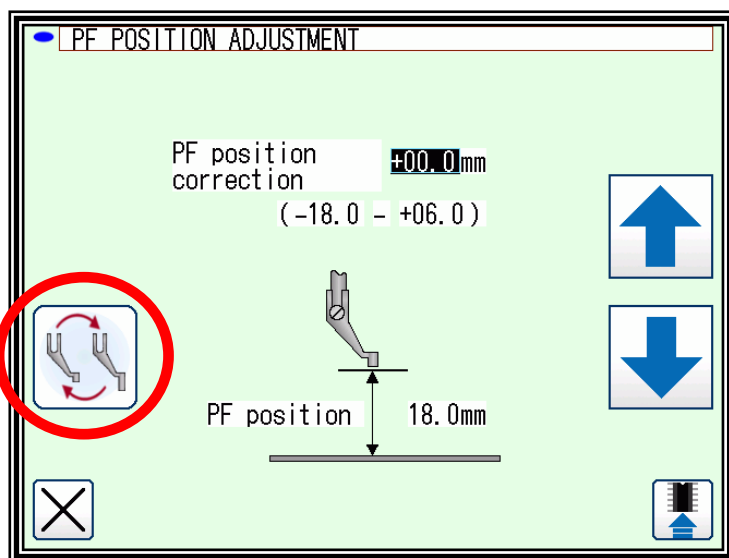 PF POSITION ADJUSTMENT
PF position +00.0mm
correction
(-18.0 - +06.0)
PF position 18.0mm